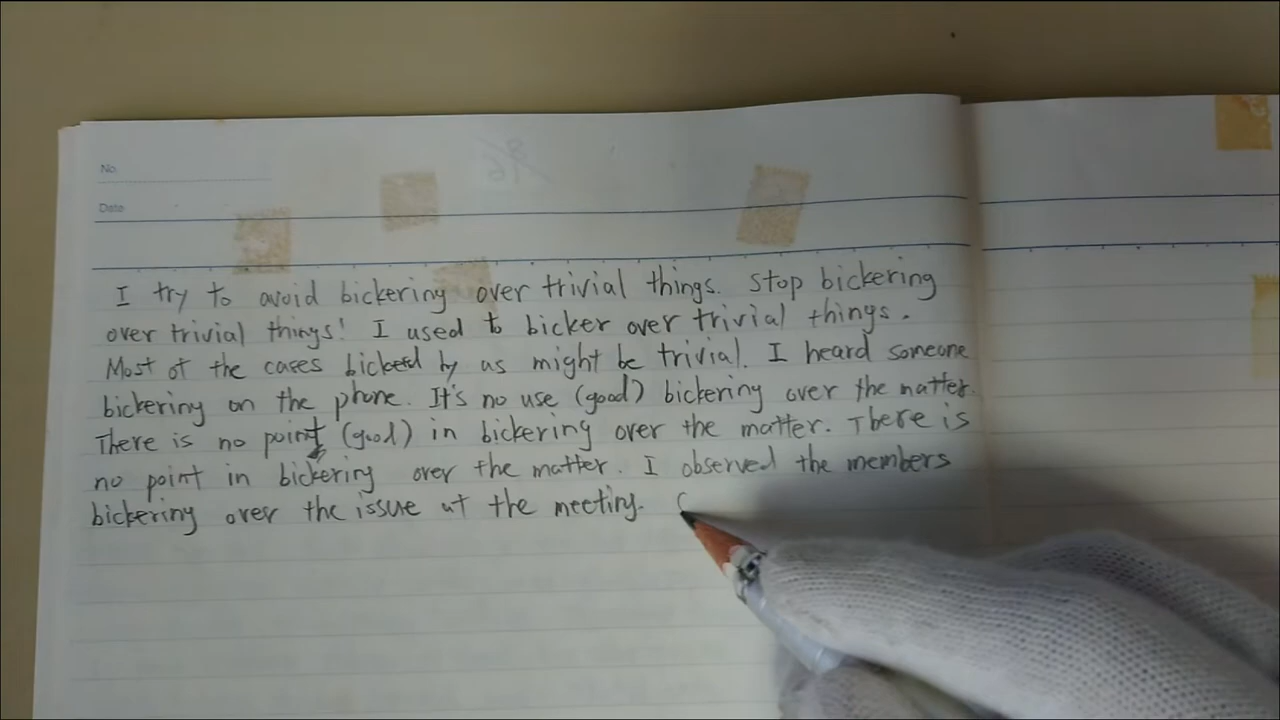 No.
Date
I try to avoid bickering over trivial things. Stop bickering
over trivial things! I used to bicker over trivial things.
Most of the cases bickered by us might be trivial. I heard someone
bickering on the phone. It's no use (good) bickering over the matter.
There is no point (good) in bickering over the matter. There is
no point in bickering over the matter. I observed the members
bickering over the issue at the meeting.